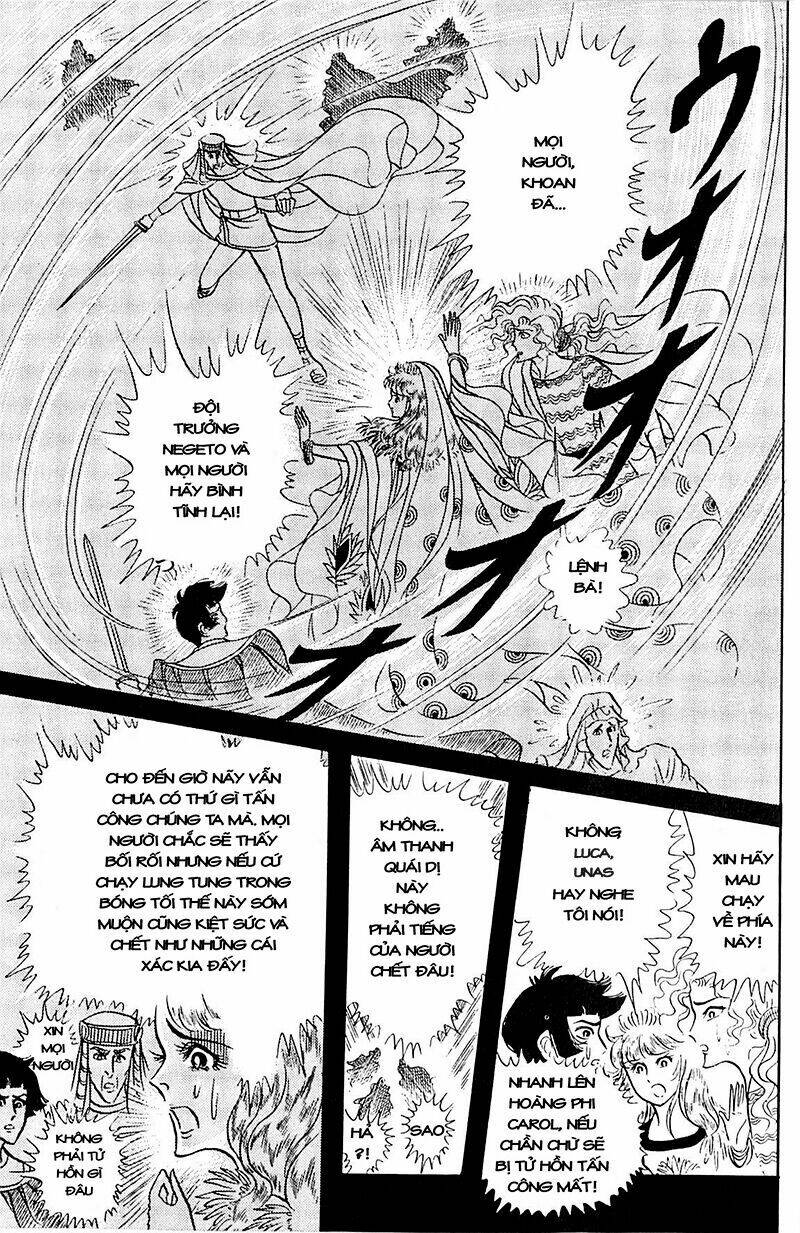 ウオオオオオ
MỌI
NGƯỜI,
KHOAN
ĐÃ...
ĐỘI
TRƯỞNG
NEGETO VÀ
MỌI NGƯỜI
HÃY BÌNH
TĨNH LẠI!
LỆNH
BÀ!
XIN HÃY
MAU
CHẠY
VỀ PHÍA
NÀY!
KHÔNG,
LUCA,
UNAS
HAY NGHE
TÔI NÓI!
NHANH LÊN
HOÀNG PHI
CAROL, NẾU
CHẦN CHỪ SẼ
BỊ TỬ HỒN TẤN
CÔNG MẤT!
KHÔNG..
ÂM THANH
QUÁI DỊ
NÀY
KHÔNG
PHẢI TIẾNG
CỦA NGƯỜI
CHẾT ĐÂU!
SAO
HẢ
?!
CHO ĐẾN GIỜ NÃY VẪN
CHƯA CÓ THỨ GÌ TẤN
CÔNG CHÚNG TA MÀ. MỌI
NGƯỜI CHẮC SẼ THẤY
BỐI RỐI NHƯNG NẾU CỨ
CHẠY LUNG TUNG TRONG
BÓNG TỐI THẾ NÀY SỚM
MUỘN CŨNG KIỆT SỨC VÀ
CHẾT NHƯ NHỮNG CÁI
XÁC KIA ĐẤY!
XIN
MỌI
NGƯỜI
KHÔNG
PHẢI TỬ
HỒN GÌ
ĐÂU